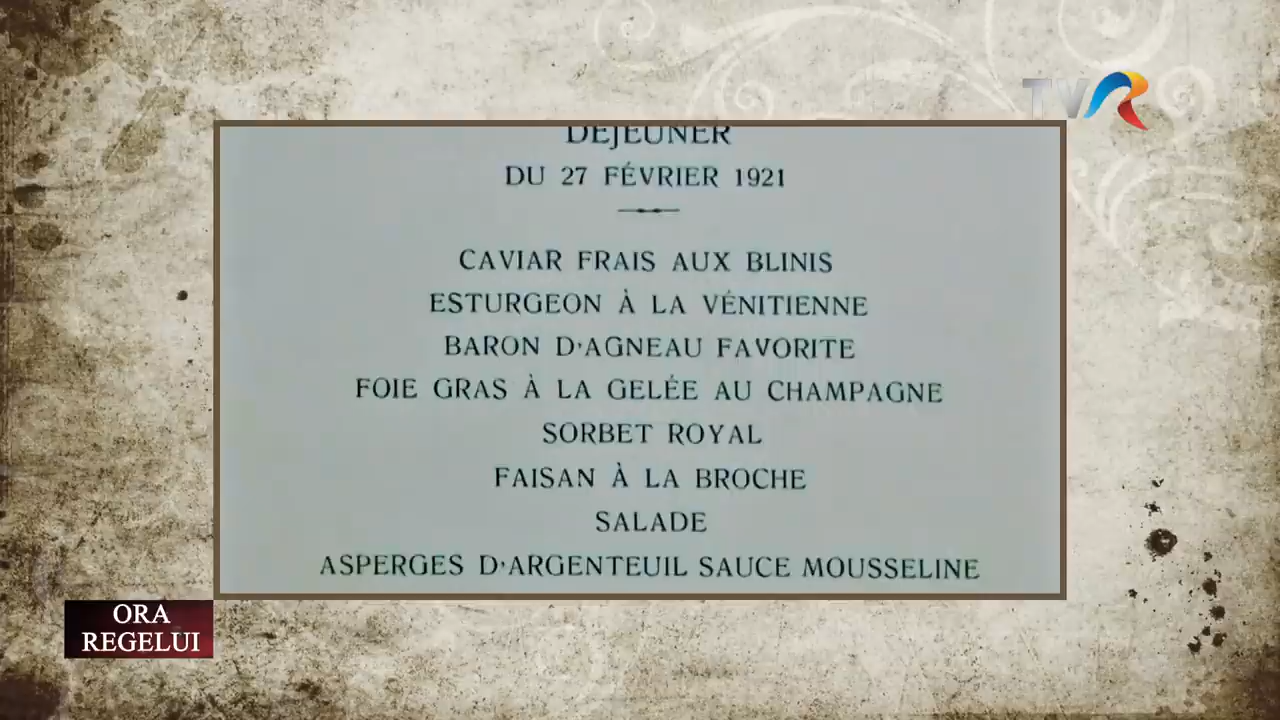 TVR
DÉJEUNER
DU 27 FÉVRIER 1921
CAVIAR FRAIS AUX BLINIS
ESTURGEON À LA VÉNITIENNE
BARON D'AGNEAU FAVORITE
FOIE GRAS À LA GELÉE AU CHAMPAGNE
SORBET ROYAL
FAISAN À LA BROCHE
SALADE
ASPERGES D'ARGENTEUIL SAUCE MOUSSELINE
ORA
REGELUI